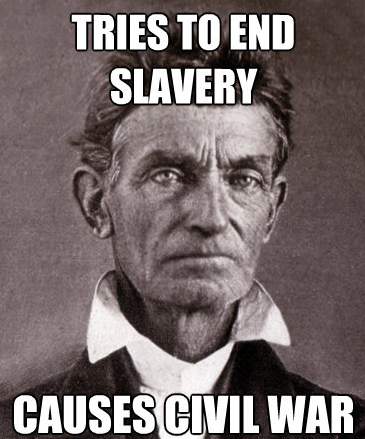 TRIES TO END
SLAVERY
CAUSES CIVIL WAR